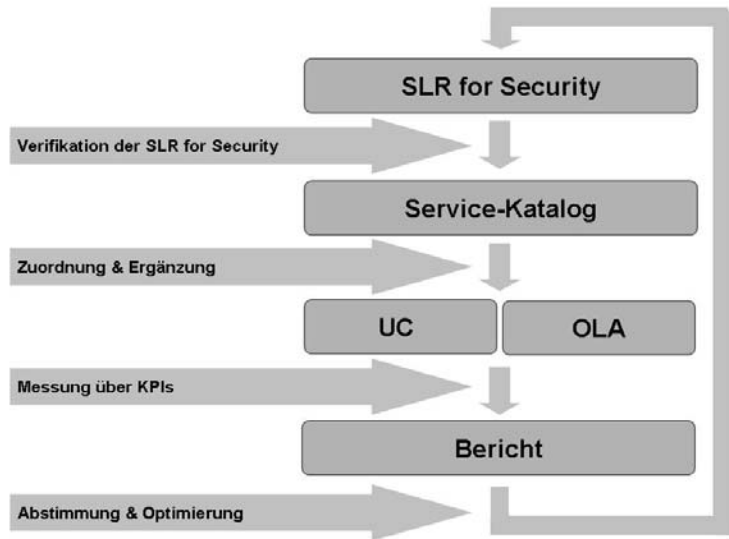 SLR for Security
Verifikation der SLR for Security
Service-Katalog
Zuordnung & Ergänzung
UC
OLA
Messung über KPIs
Bericht
Abstimmung & Optimierung